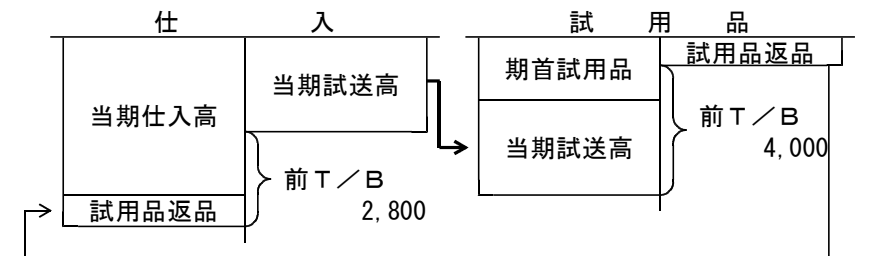 仕　入
当期仕入高
当期試送高
試用品返品
前Ｔ／Ｂ
2,800
試　用　品
期首試用品
当期試送高
試用品返品
前Ｔ／Ｂ
4,000